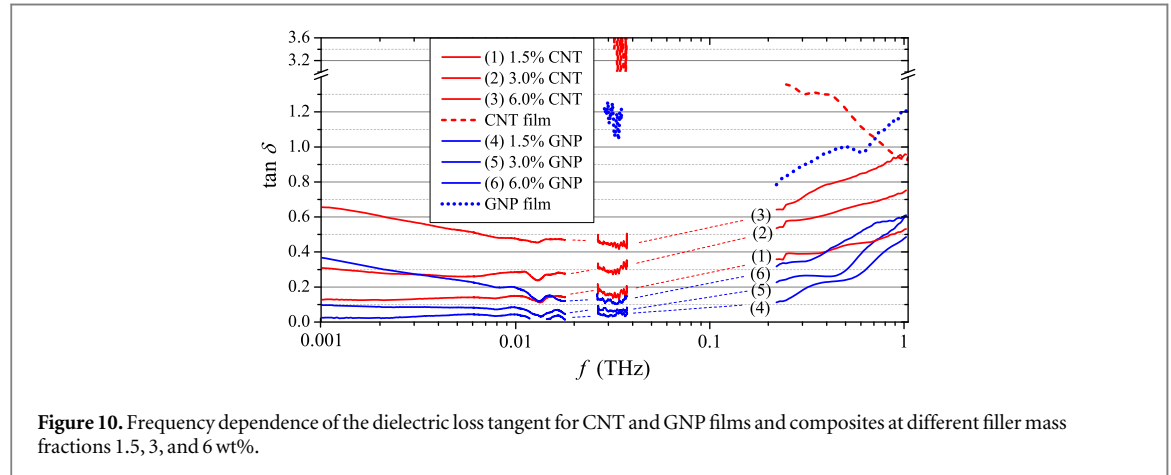 3.6
3.2
1.2
1.0
0.8
0.6
0.4
0.2
0.0
tan δ
(1) 1.5% CNT
(2) 3.0% CNT
(3) 6.0% CNT
CNT film
(4) 1.5% GNP
(5) 3.0% GNP
(6) 6.0% GNP
GNP film
(3)
(2)
(1)
(6)
(5)
(4)
0.001
0.01
0.1
1
f (THz)
Figure 10. Frequency dependence of the dielectric loss tangent for CNT and GNP films and composites at different filler mass
fractions 1.5, 3, and 6 wt%.